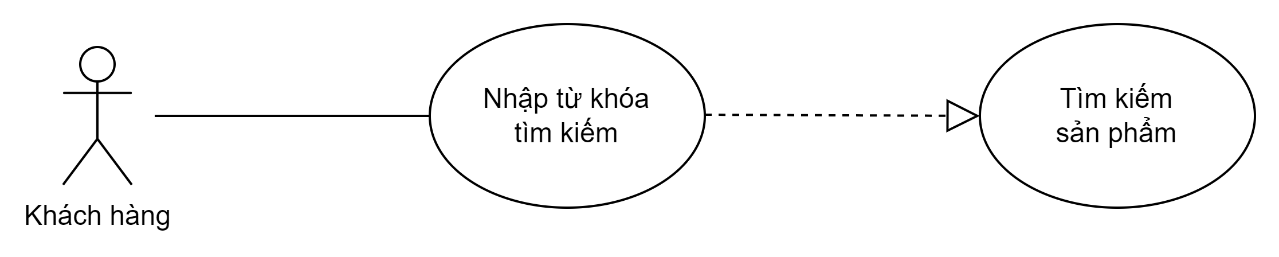 Nhập từ khóa
tìm kiếm
Tìm kiếm
sản phẩm
Khách hàng